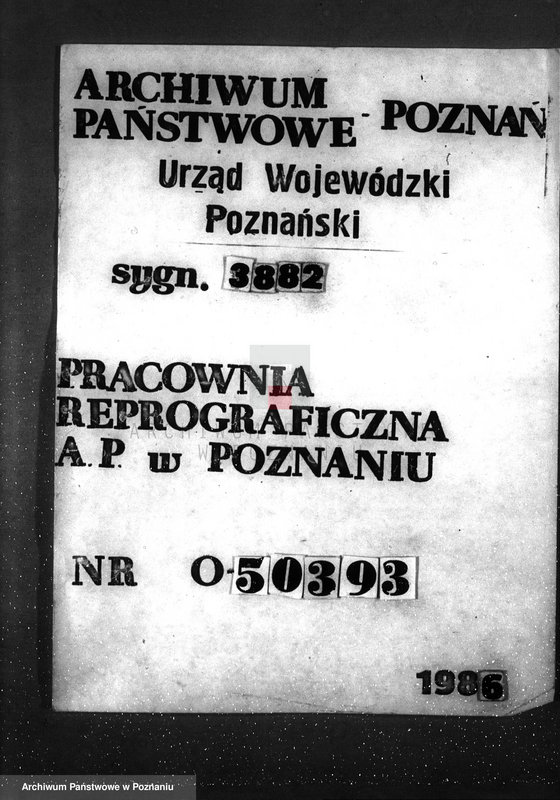 ARCHIWUM
PAŃSTWOWE - POZNAŃ
Urząd Wojewódzki
Poznański
sygn. 3882
PRACOWNIA
REPROGRAFICZNA
A.P. w POZNANIU
NR O-50393
1986
Archiwum Państwowe w Poznaniu